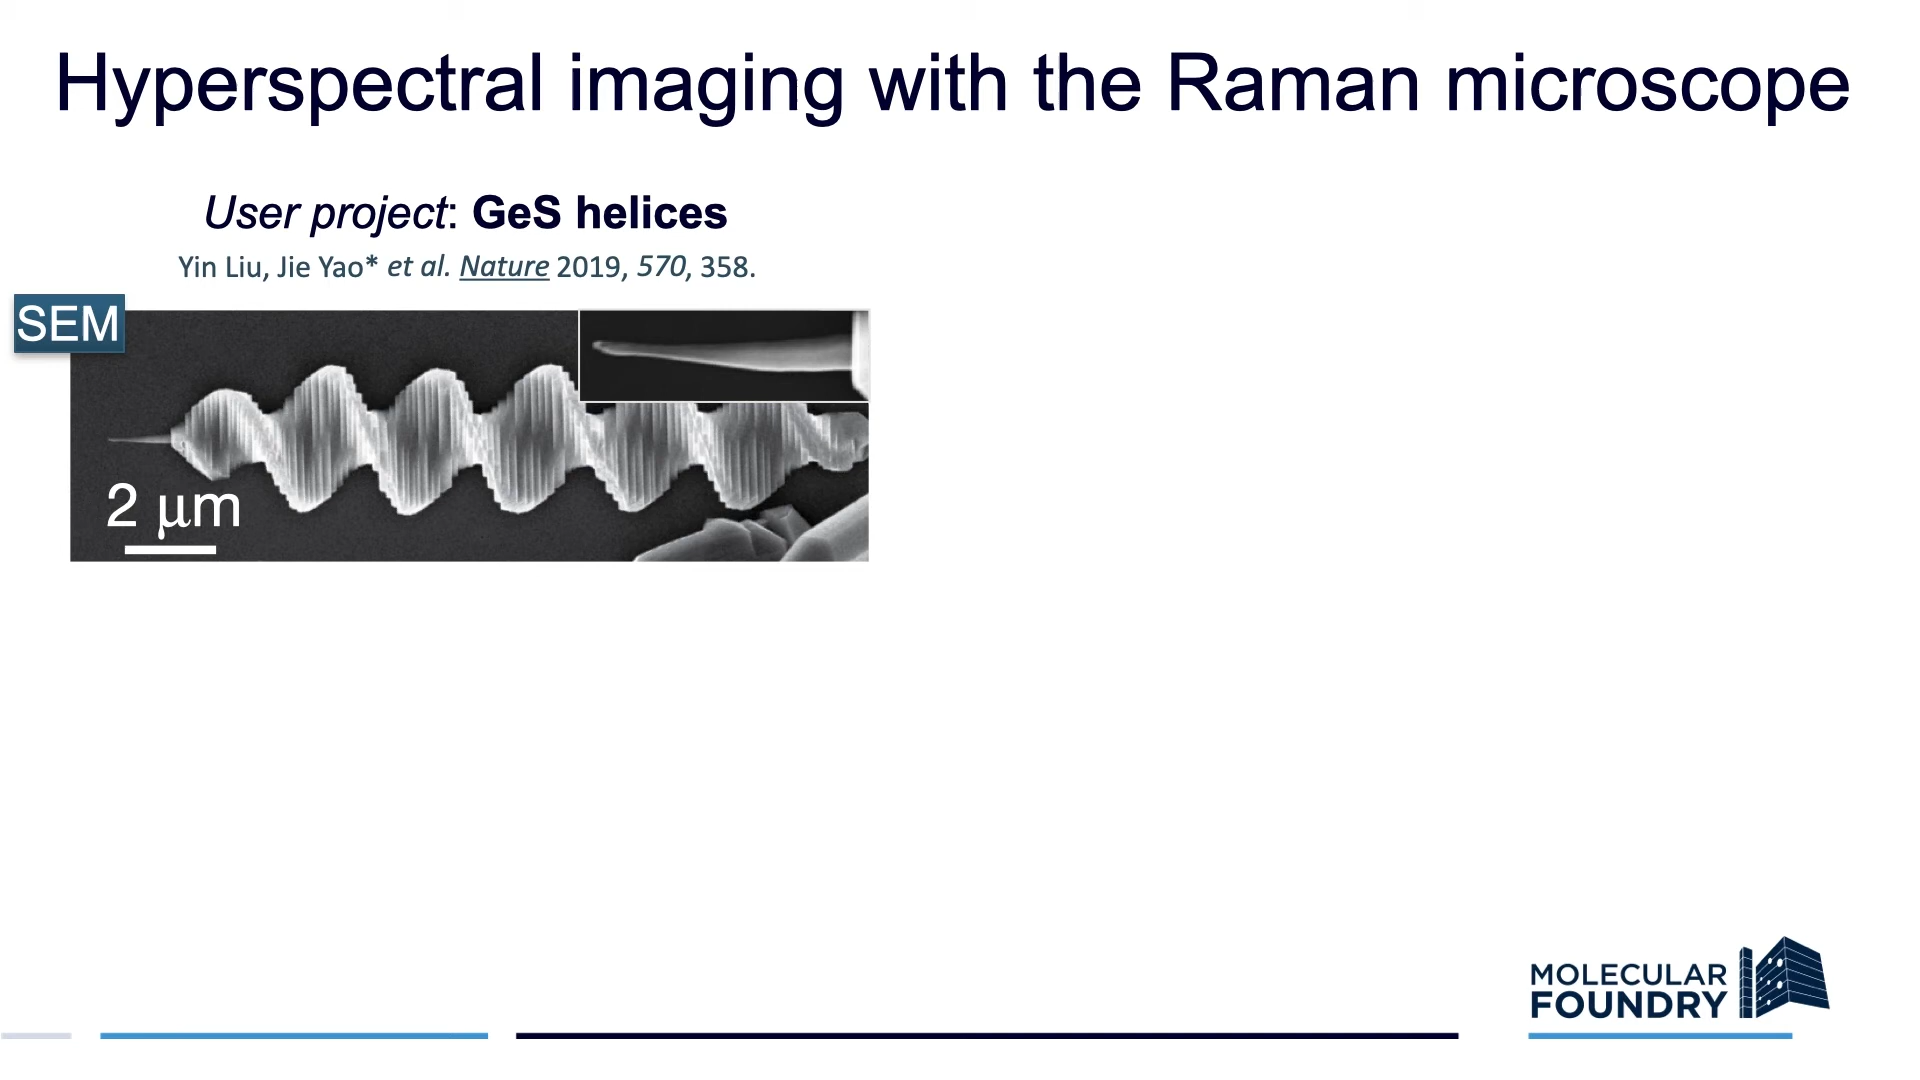 Hyperspectral imaging with the Raman microscope
User project: GeS helices
Yin Liu, Jie Yao* et al. Nature 2019, 570, 358.
SEM
2 μm
MOLECULAR
FOUNDRY